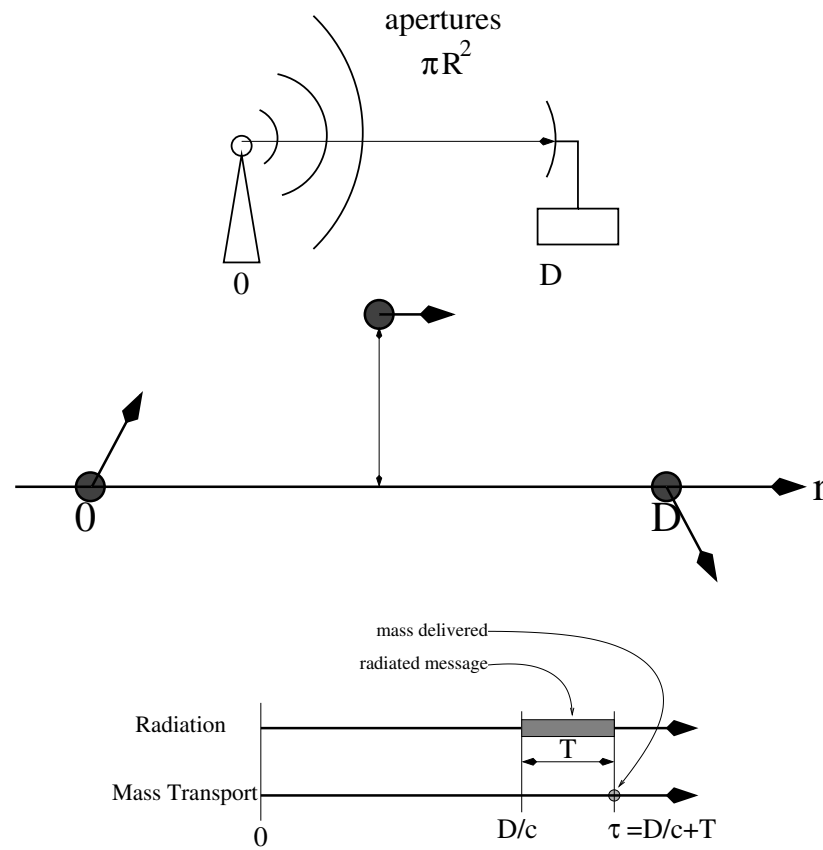 apertures
πR²
0
D
0
D
r
mass delivered
radiated message
Radiation
T
Mass Transport
0
D/c
τ =D/c+T